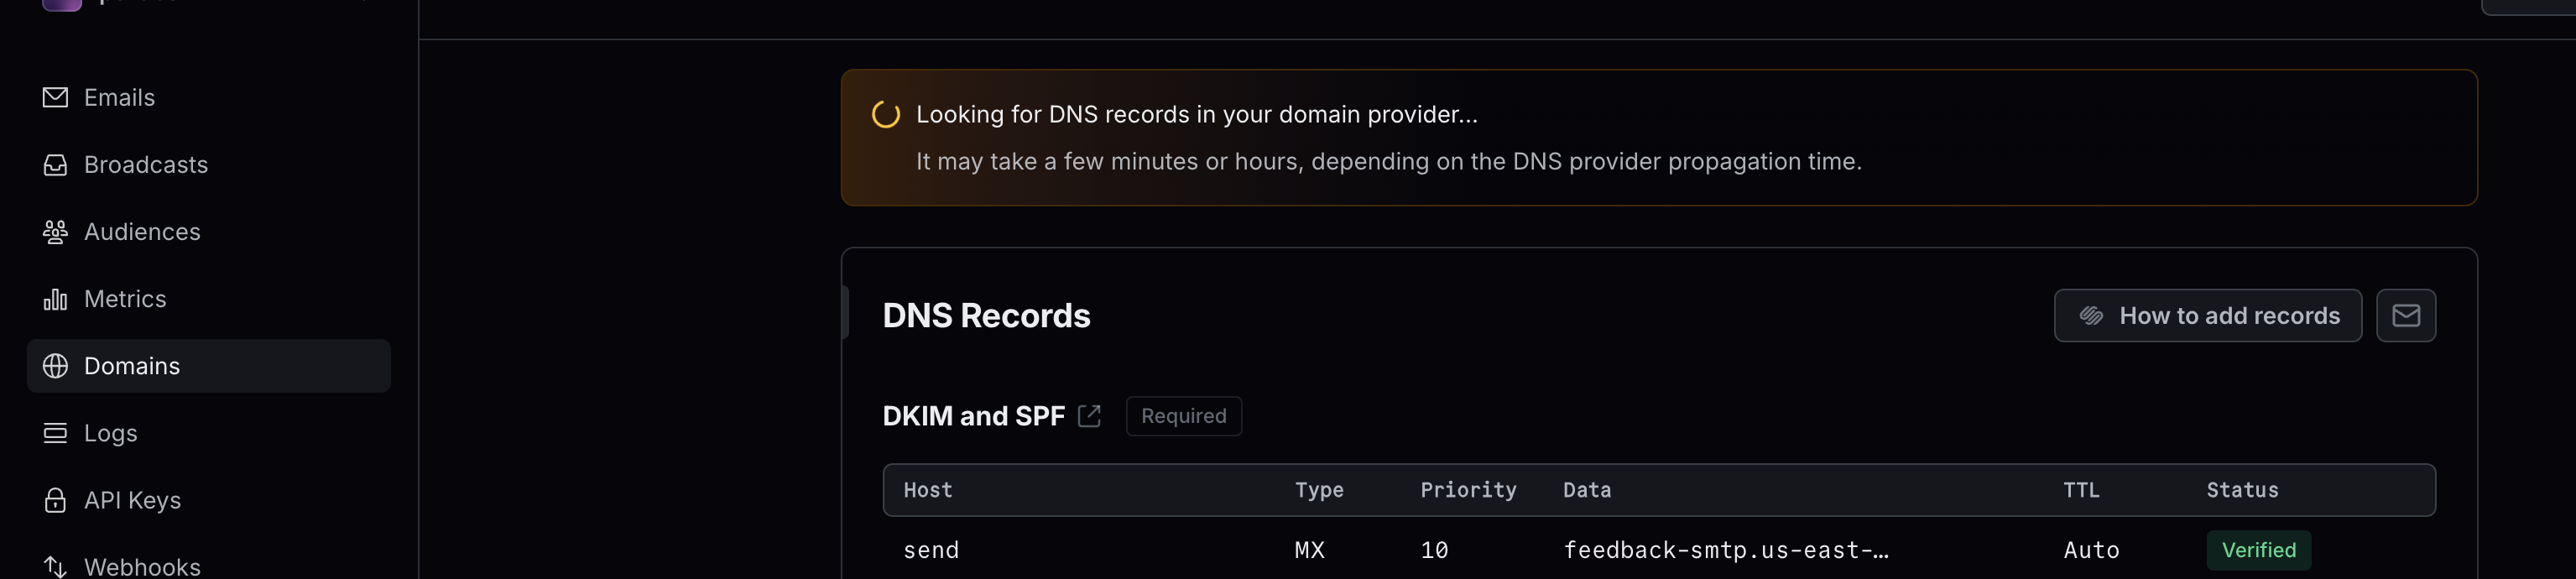 Emails
Broadcasts
Audiences
Metrics
Domains
Logs
API Keys
Webhooks
Looking for DNS records in your domain provider...
It may take a few minutes or hours, depending on the DNS provider propagation time.
DNS Records
How to add records
DKIM and SPF Required
Host Type Priority Data TTL Status
send MX 10 feedback-smtp.us-east-… Auto Verified